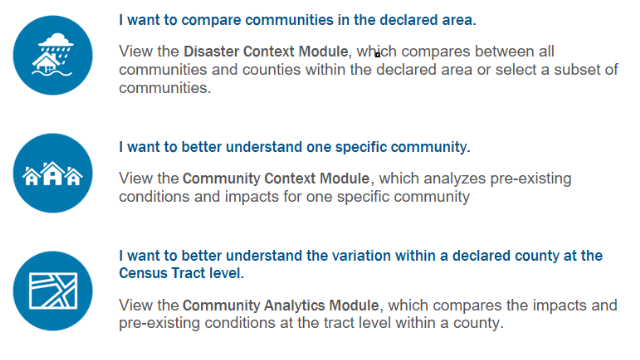 I want to compare communities in the declared area.
View the Disaster Context Module, which compares between all
communities and counties within the declared area or select a subset of
communities.
I want to better understand one specific community.
View the Community Context Module, which analyzes pre-existing
conditions and impacts for one specific community
I want to better understand the variation within a declared county at the
Census Tract level.
View the Community Analytics Module, which compares the impacts and
pre-existing conditions at the tract level within a county.